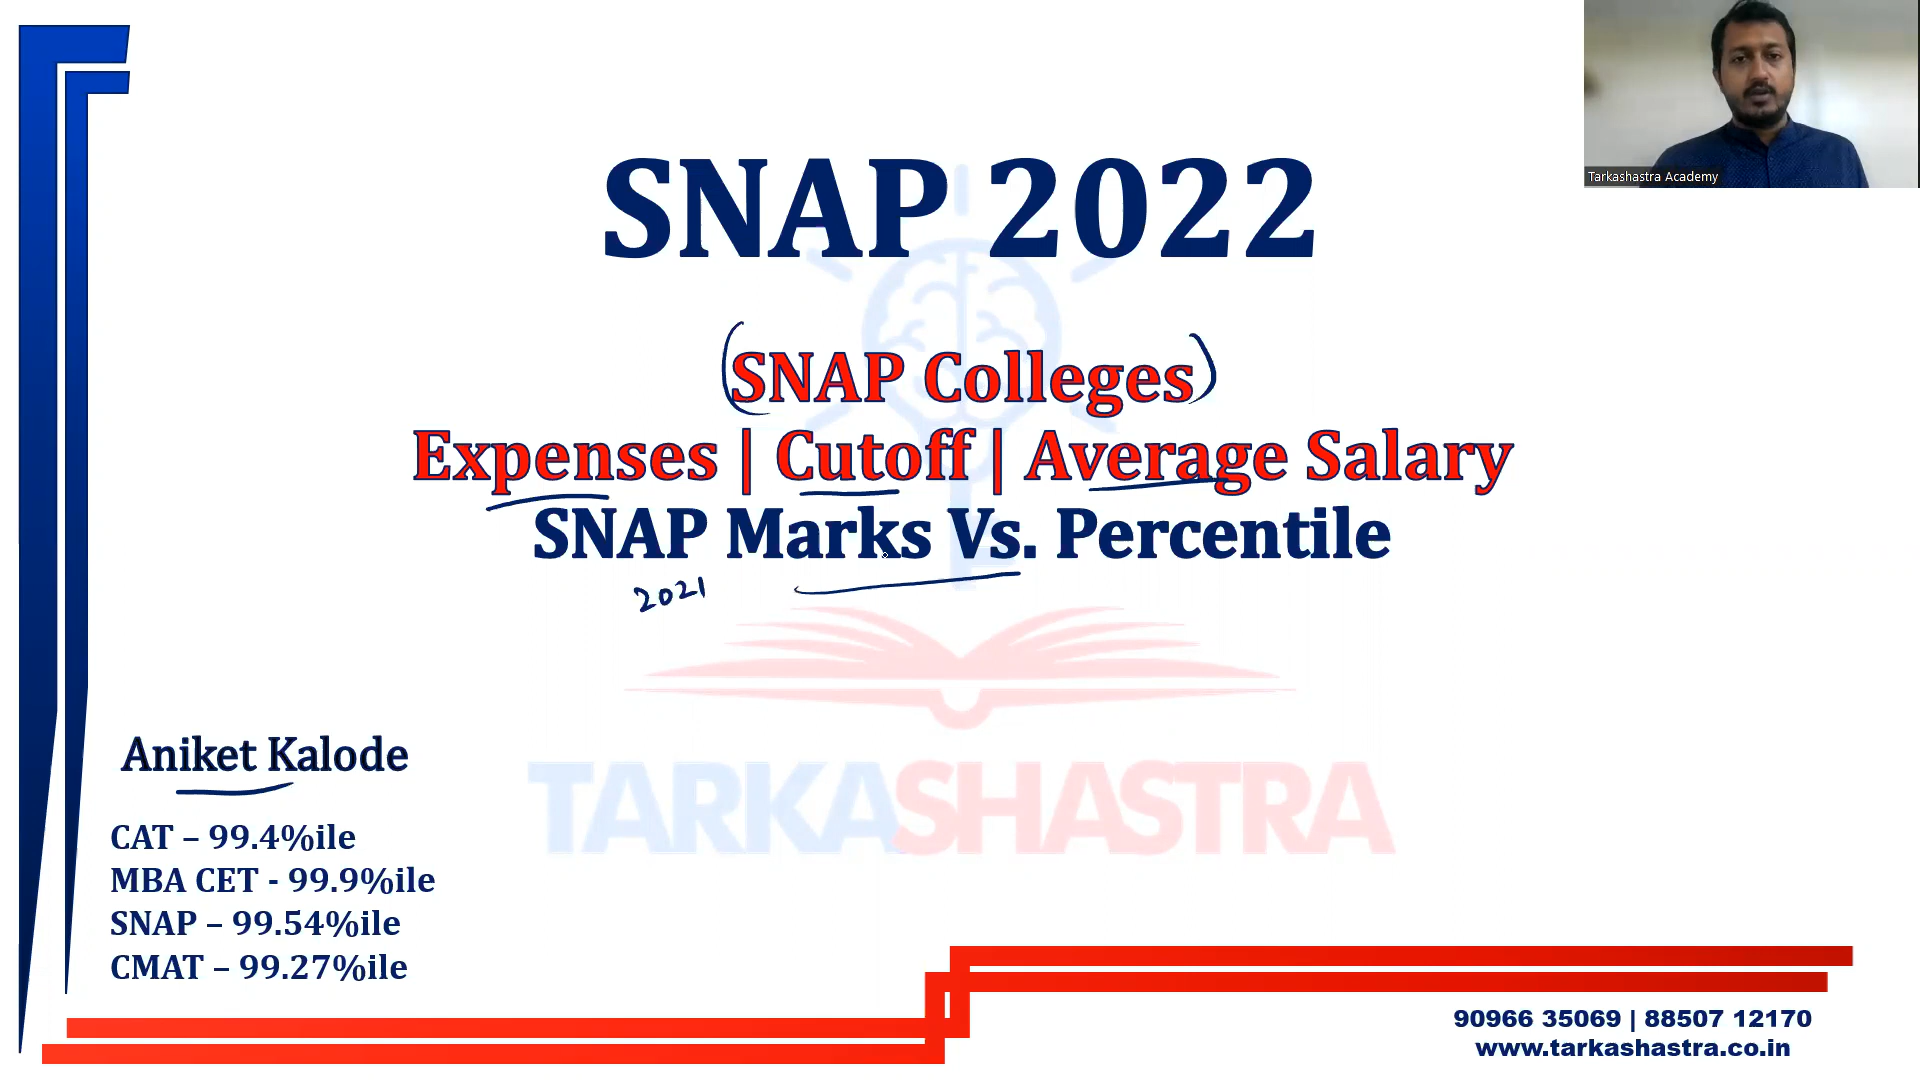 Tarkashastra Academy
SNAP 2022
(SNAP Colleges)
Expenses | Cutoff | Average Salary
SNAP Marks Vs. Percentile
2021
TARKASHASTRA
Aniket Kalode
CAT – 99.4%ile
MBA CET - 99.9%ile
SNAP – 99.54%ile
CMAT – 99.27%ile
90966 35069 | 88507 12170
www.tarkashastra.co.in